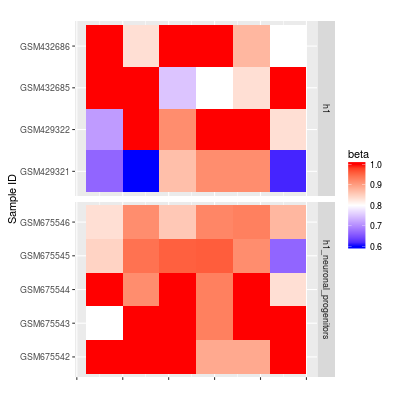 GSM432686
GSM432685
GSM429322
GSM429321
h1
GSM675546
GSM675545
GSM675544
GSM675543
GSM675542
h1_neuronal_progenitors
Sample ID
beta
1.0
0.9
0.8
0.7
0.6